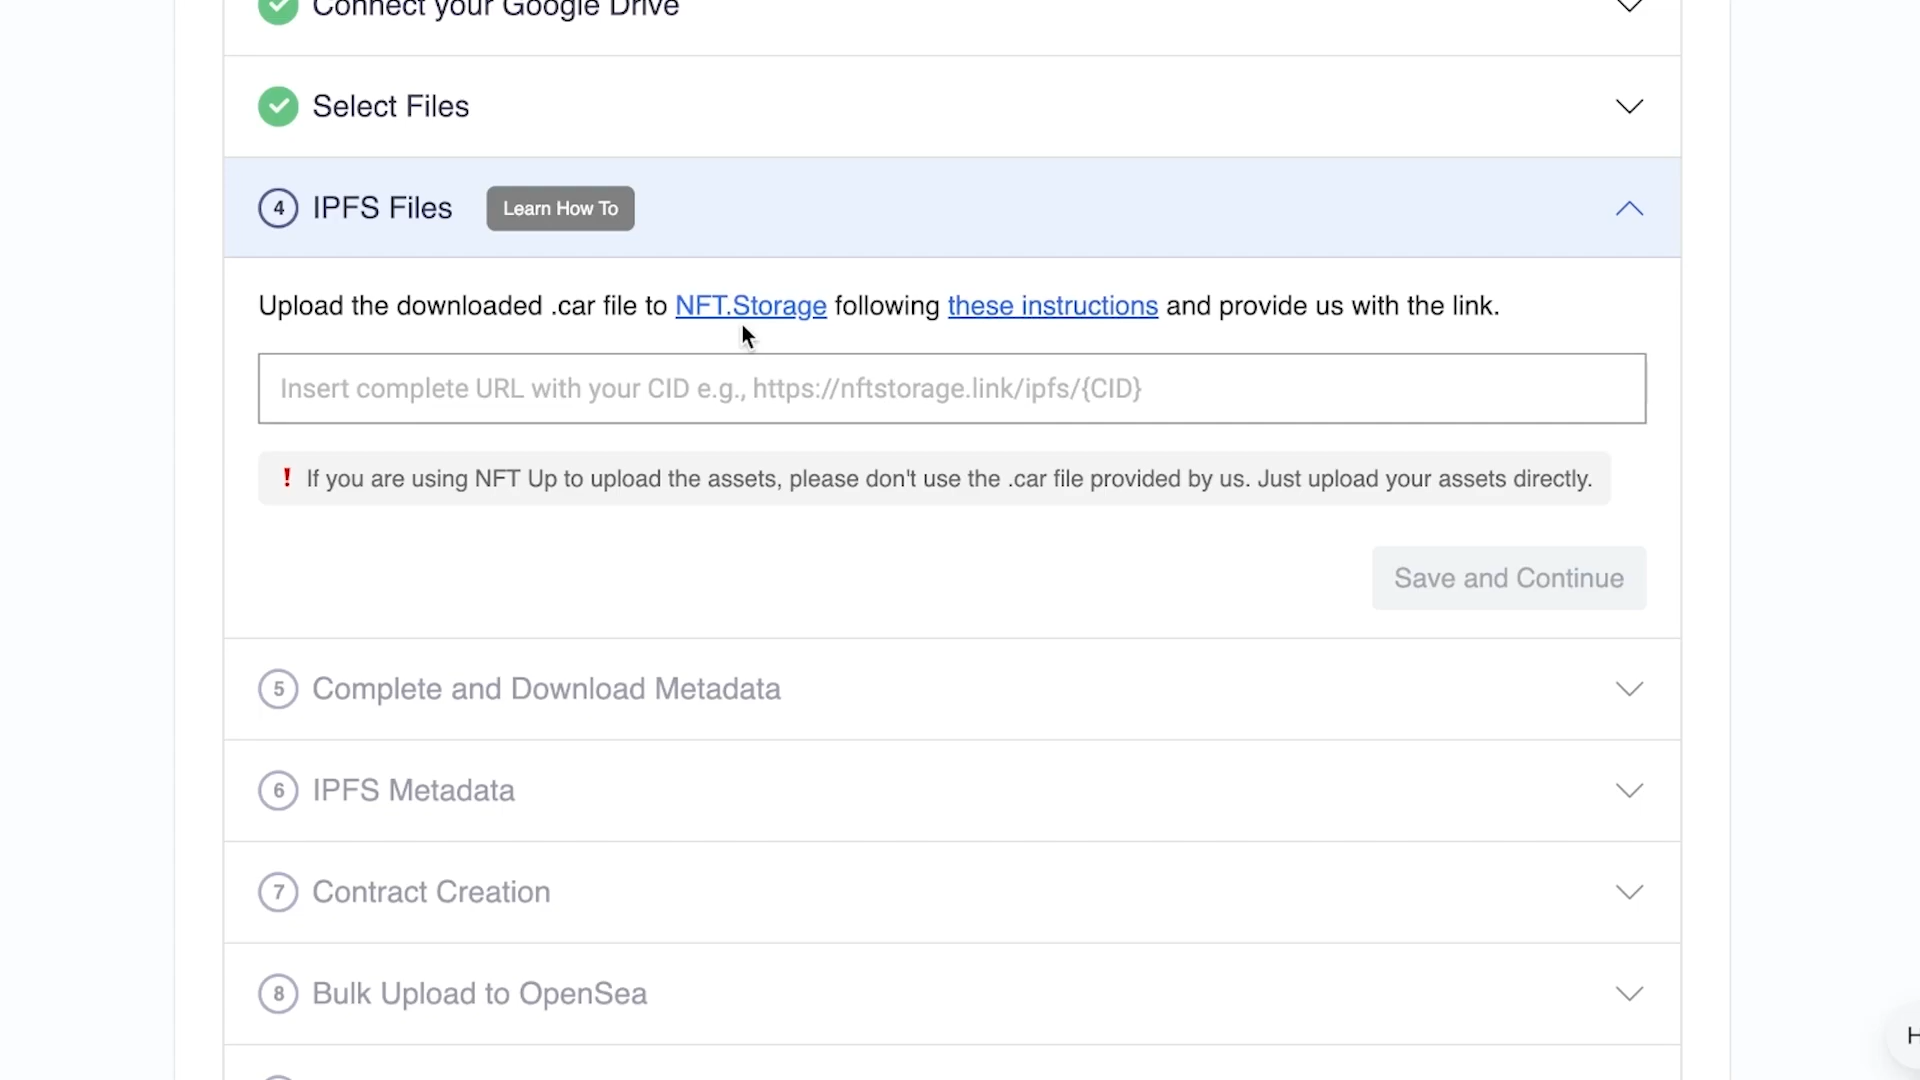 Connect your Google Drive
Select Files
4 IPFS Files Learn How To
Upload the downloaded .car file to NFT.Storage following these instructions and provide us with the link.
Insert complete URL with your CID e.g., https://nftstorage.link/ipfs/{CID}
! If you are using NFT Up to upload the assets, please don't use the .car file provided by us. Just upload your assets directly.
Save and Continue
5 Complete and Download Metadata
6 IPFS Metadata
7 Contract Creation
8 Bulk Upload to OpenSea